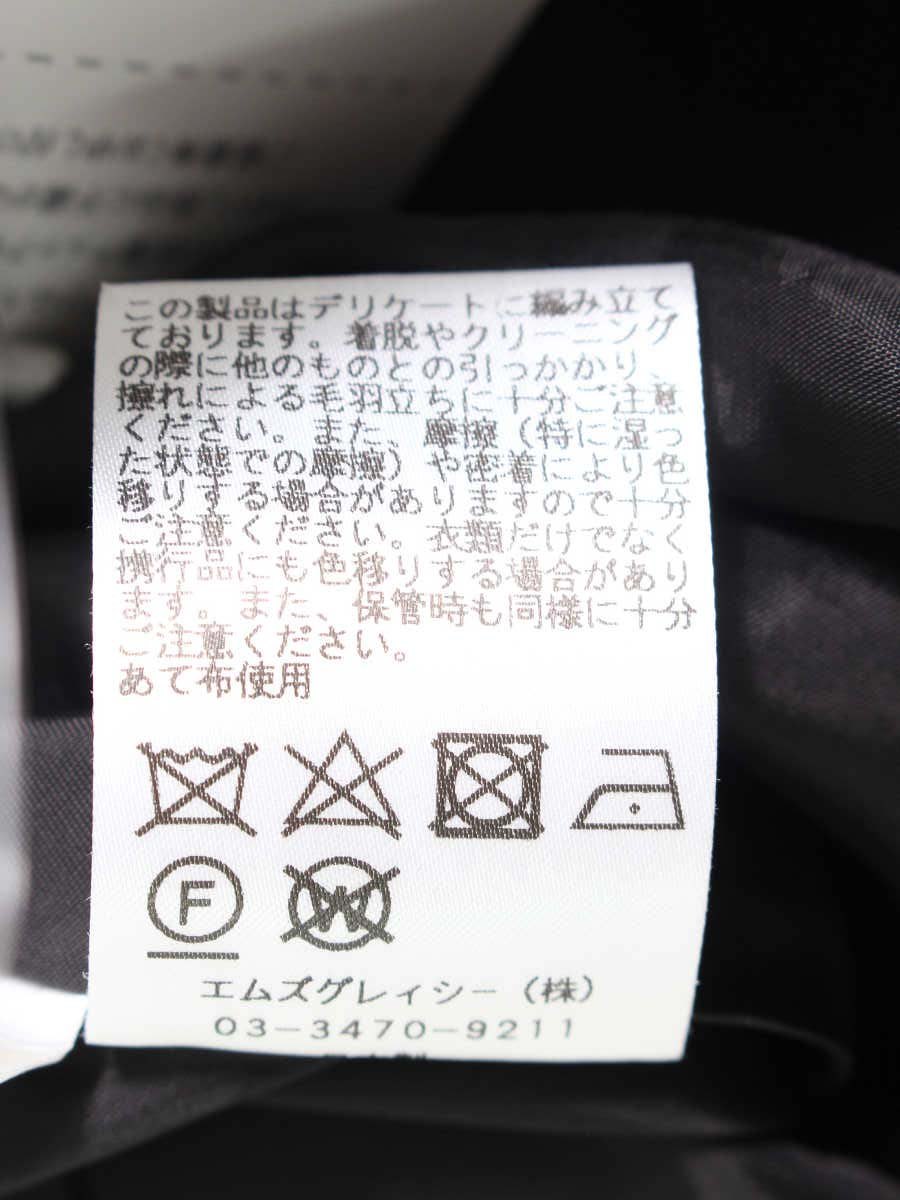 この製品はデリケートに編み立て
ております。着脱やクリーニング
の際に他のものとの引っかかり、
擦れによる毛羽立ちに十分ご注意
ください。また、摩擦(特に湿っ
た状態での摩擦)や密着により色
移りする場合がありますので十分
ご注意ください。衣類だけでなく
携行品にも色移りする場合があり
ます。また、保管時も同様に十分
ご注意ください。
あて布使用
F
W
エムズグレィシー(株)
03-3470-9211